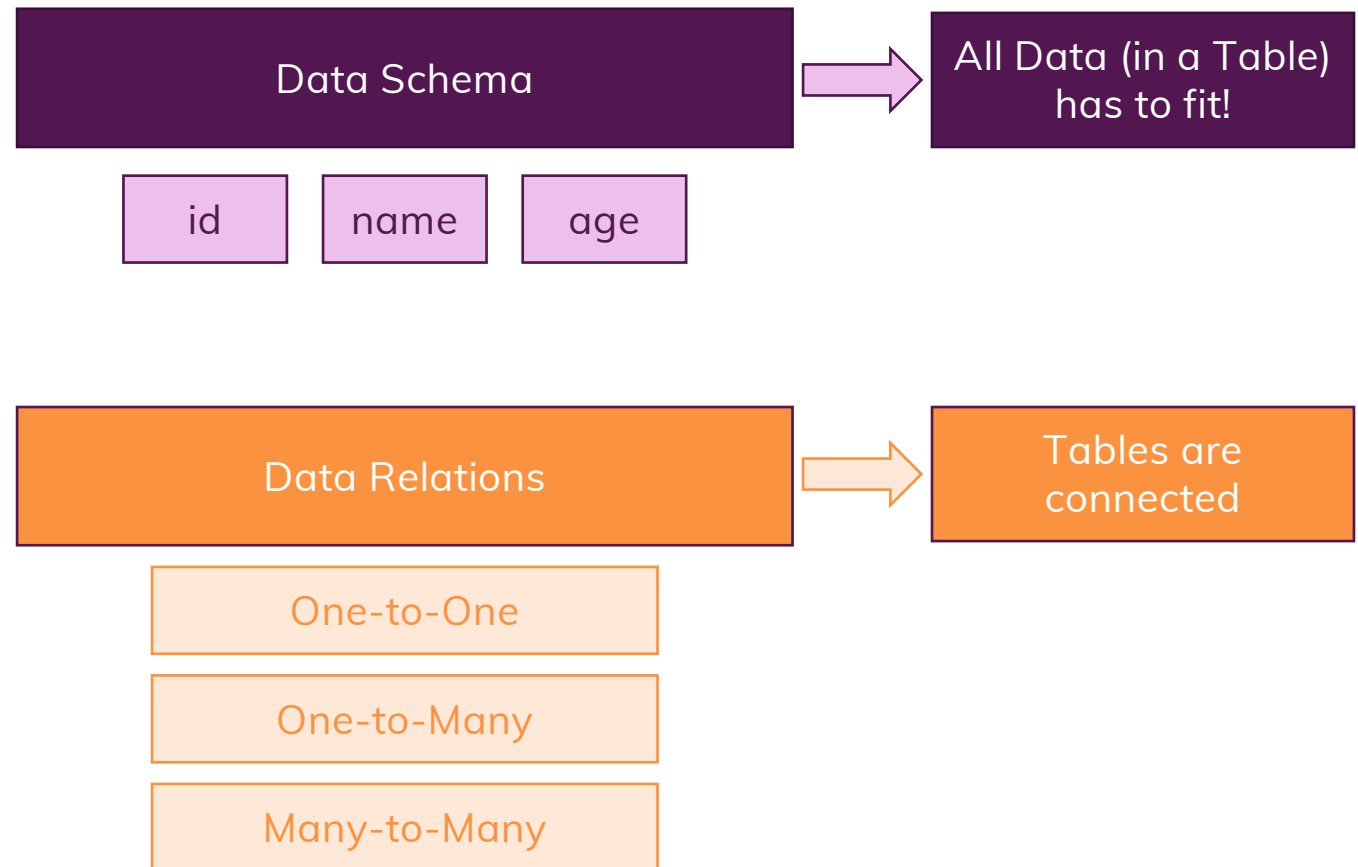 Data Schema
All Data (in a Table)
has to fit!
id
name
age
Data Relations
Tables are
connected
One-to-One
One-to-Many
Many-to-Many